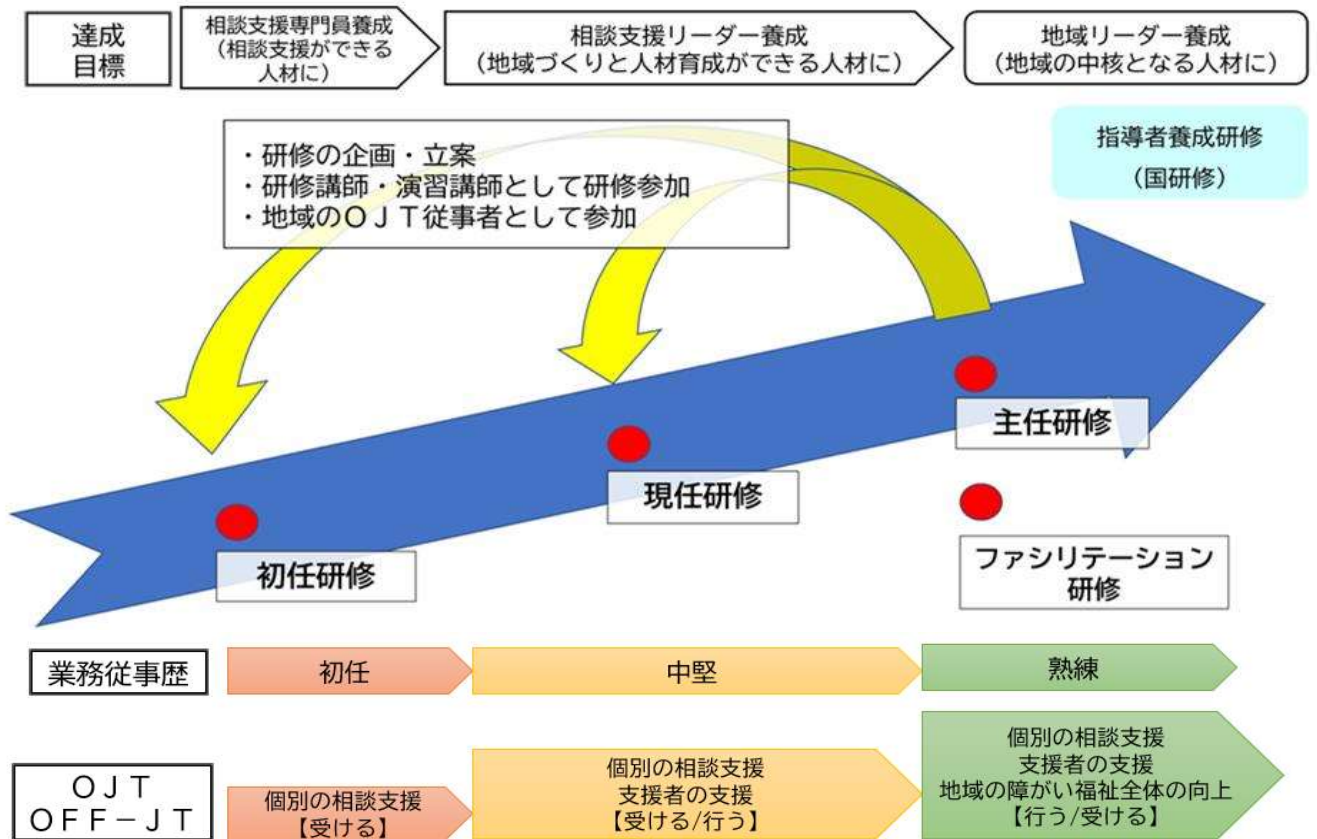 達成
目標
相談支援専門員養成
(相談支援ができる
人材に)
相談支援リーダー養成
(地域づくりと人材育成ができる人材に)
地域リーダー養成
(地域の中核となる人材に)
指導者養成研修
(国研修)
・研修の企画・立案
・研修講師・演習講師として研修参加
・地域のOJT従事者として参加
主任研修
現任研修
初任研修
ファシリテーション
研修
業務従事歴
初任
中堅
熟練
OJT
OFF-JT
個別の相談支援
【受ける】
個別の相談支援
支援者の支援
【受ける/行う】
個別の相談支援
支援者の支援
地域の障がい福祉全体の向上
【行う/受ける】